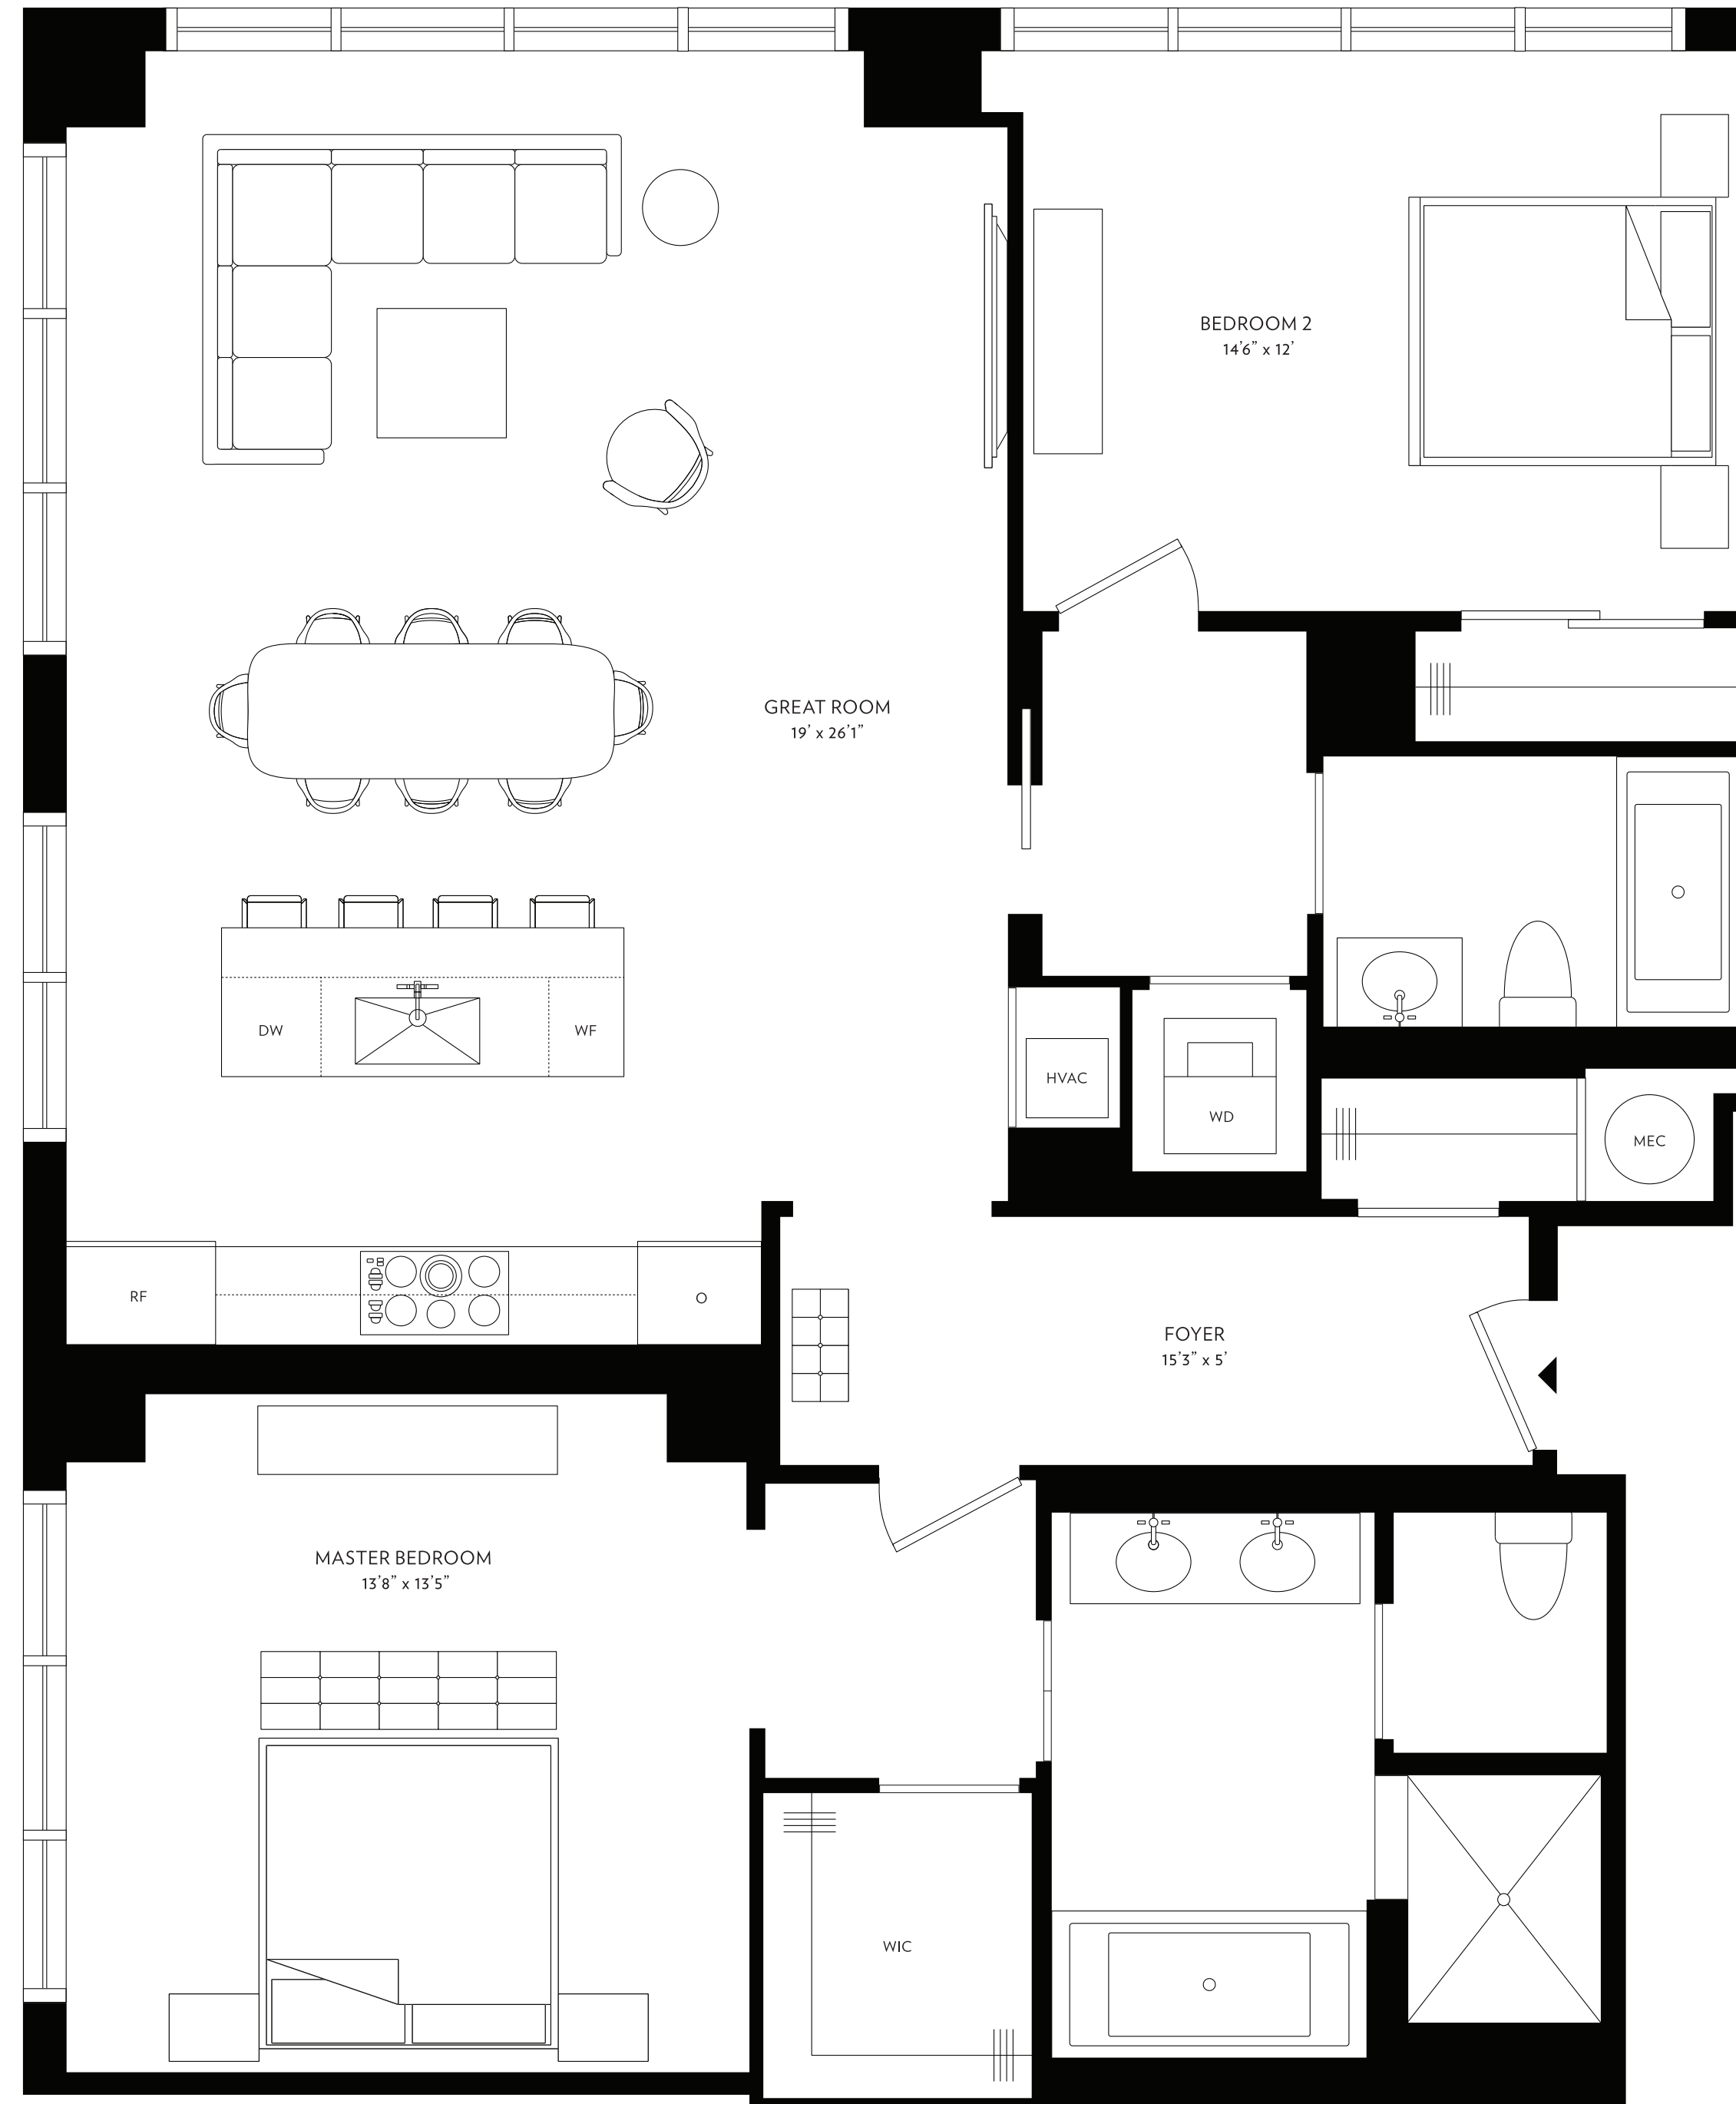 BEDROOM 2
14'6” x 12'
GREAT ROOM
19' x 26'1”
DW
WF
HVAC
WD
MEC
RF
FOYER
15'3” x 5'
MASTER BEDROOM
13'8” x 13'5”
WIC